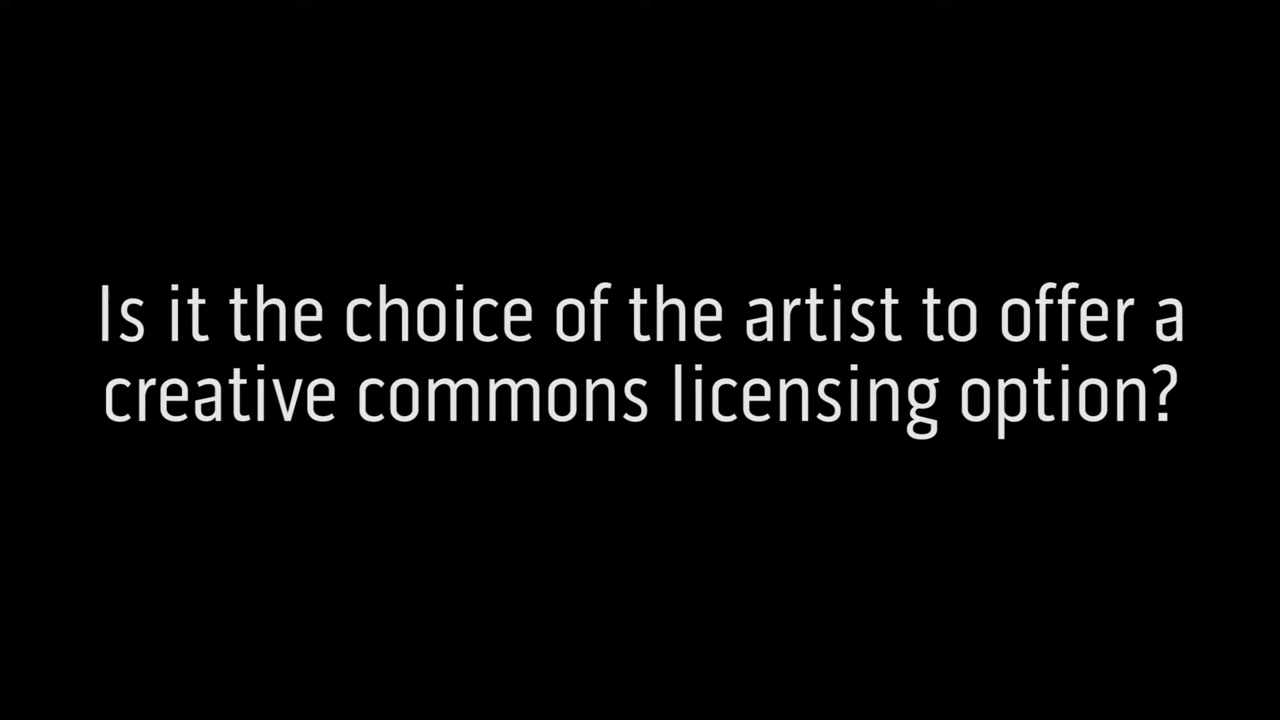 Is it the choice of the artist to offer a
creative commons licensing option?